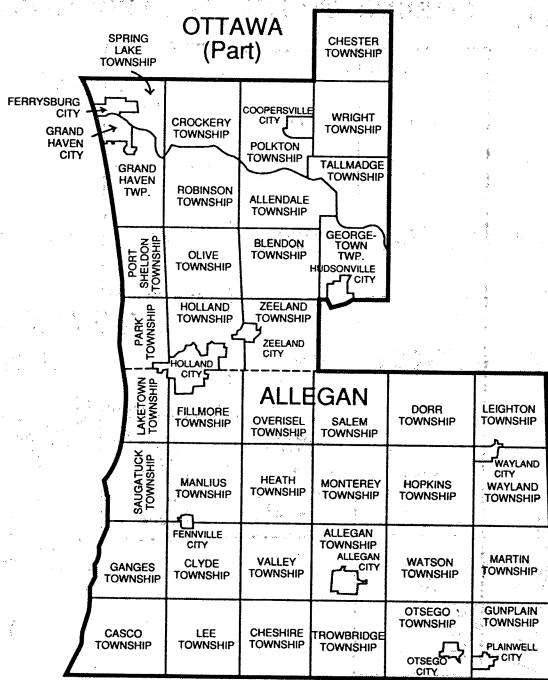 OTTAWA
(Part)
SPRING
LAKE
TOWNSHIP
CHESTER
TOWNSHIP
FERRYSBURG
CITY
GRAND
HAVEN
CITY
CROCKERY
TOWNSHIP
COOPERSVILLE
CITY
POLKTON
TOWNSHIP
WRIGHT
TOWNSHIP
TALLMADGE
TOWNSHIP
GRAND
HAVEN
TWP.
ROBINSON
TOWNSHIP
ALLENDALE
TOWNSHIP
PORT
SHELDON
TOWNSHIP
OLIVE
TOWNSHIP
BLENDON
TOWNSHIP
GEORGE-
TOWN
TWP.
HUDSONVILLE
CITY
PARK
TOWNSHIP
HOLLAND
TOWNSHIP
ZEELAND
TOWNSHIP
ZEELAND
CITY
HOLLAND
CITY
ALLEGAN
LAKETOWN
TOWNSHIP
FILLMORE
TOWNSHIP
OVERISEL
TOWNSHIP
SALEM
TOWNSHIP
DORR
TOWNSHIP
LEIGHTON
TOWNSHIP
SAUGATUCK
TOWNSHIP
MANLIUS
TOWNSHIP
HEATH
TOWNSHIP
MONTEREY
TOWNSHIP
HOPKINS
TOWNSHIP
WAYLAND
CITY
WAYLAND
TOWNSHIP
GANGES
TOWNSHIP
FENNVILLE
CITY
CLYDE
TOWNSHIP
VALLEY
TOWNSHIP
ALLEGAN
TOWNSHIP
ALLEGAN
CITY
WATSON
TOWNSHIP
MARTIN
TOWNSHIP
CASCO
TOWNSHIP
LEE
TOWNSHIP
CHESHIRE
TOWNSHIP
TROWBRIDGE
TOWNSHIP
OTSEGO
TOWNSHIP
OTSEGO
CITY
GUNPLAIN
TOWNSHIP
PLAINWELL
CITY